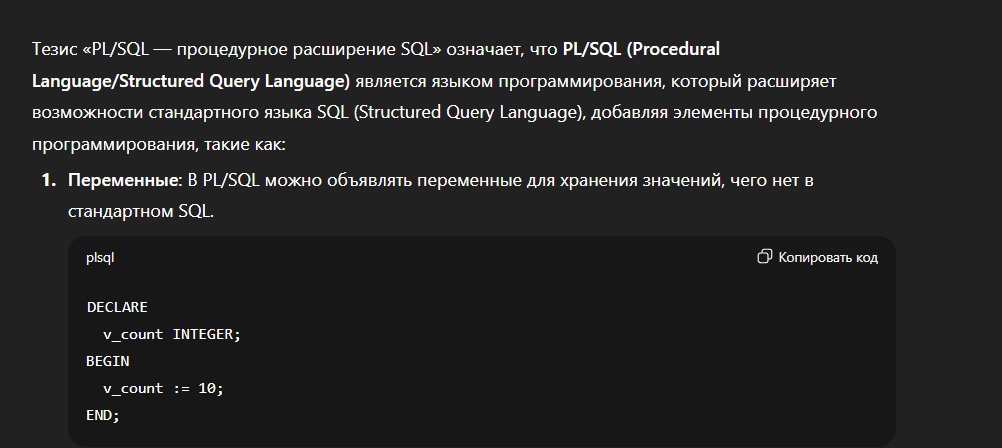 Тезис «PL/SQL — процедурное расширение SQL» означает, что PL/SQL (Procedural
Language/Structured Query Language) является языком программирования, который расширяет
возможности стандартного языка SQL (Structured Query Language), добавляя элементы процедурного
программирования, такие как:
1. Переменные: В PL/SQL можно объявлять переменные для хранения значений, чего нет в
стандартном SQL.
plsql Копировать код
DECLARE
  v_count INTEGER;
BEGIN
  v_count := 10;
END;